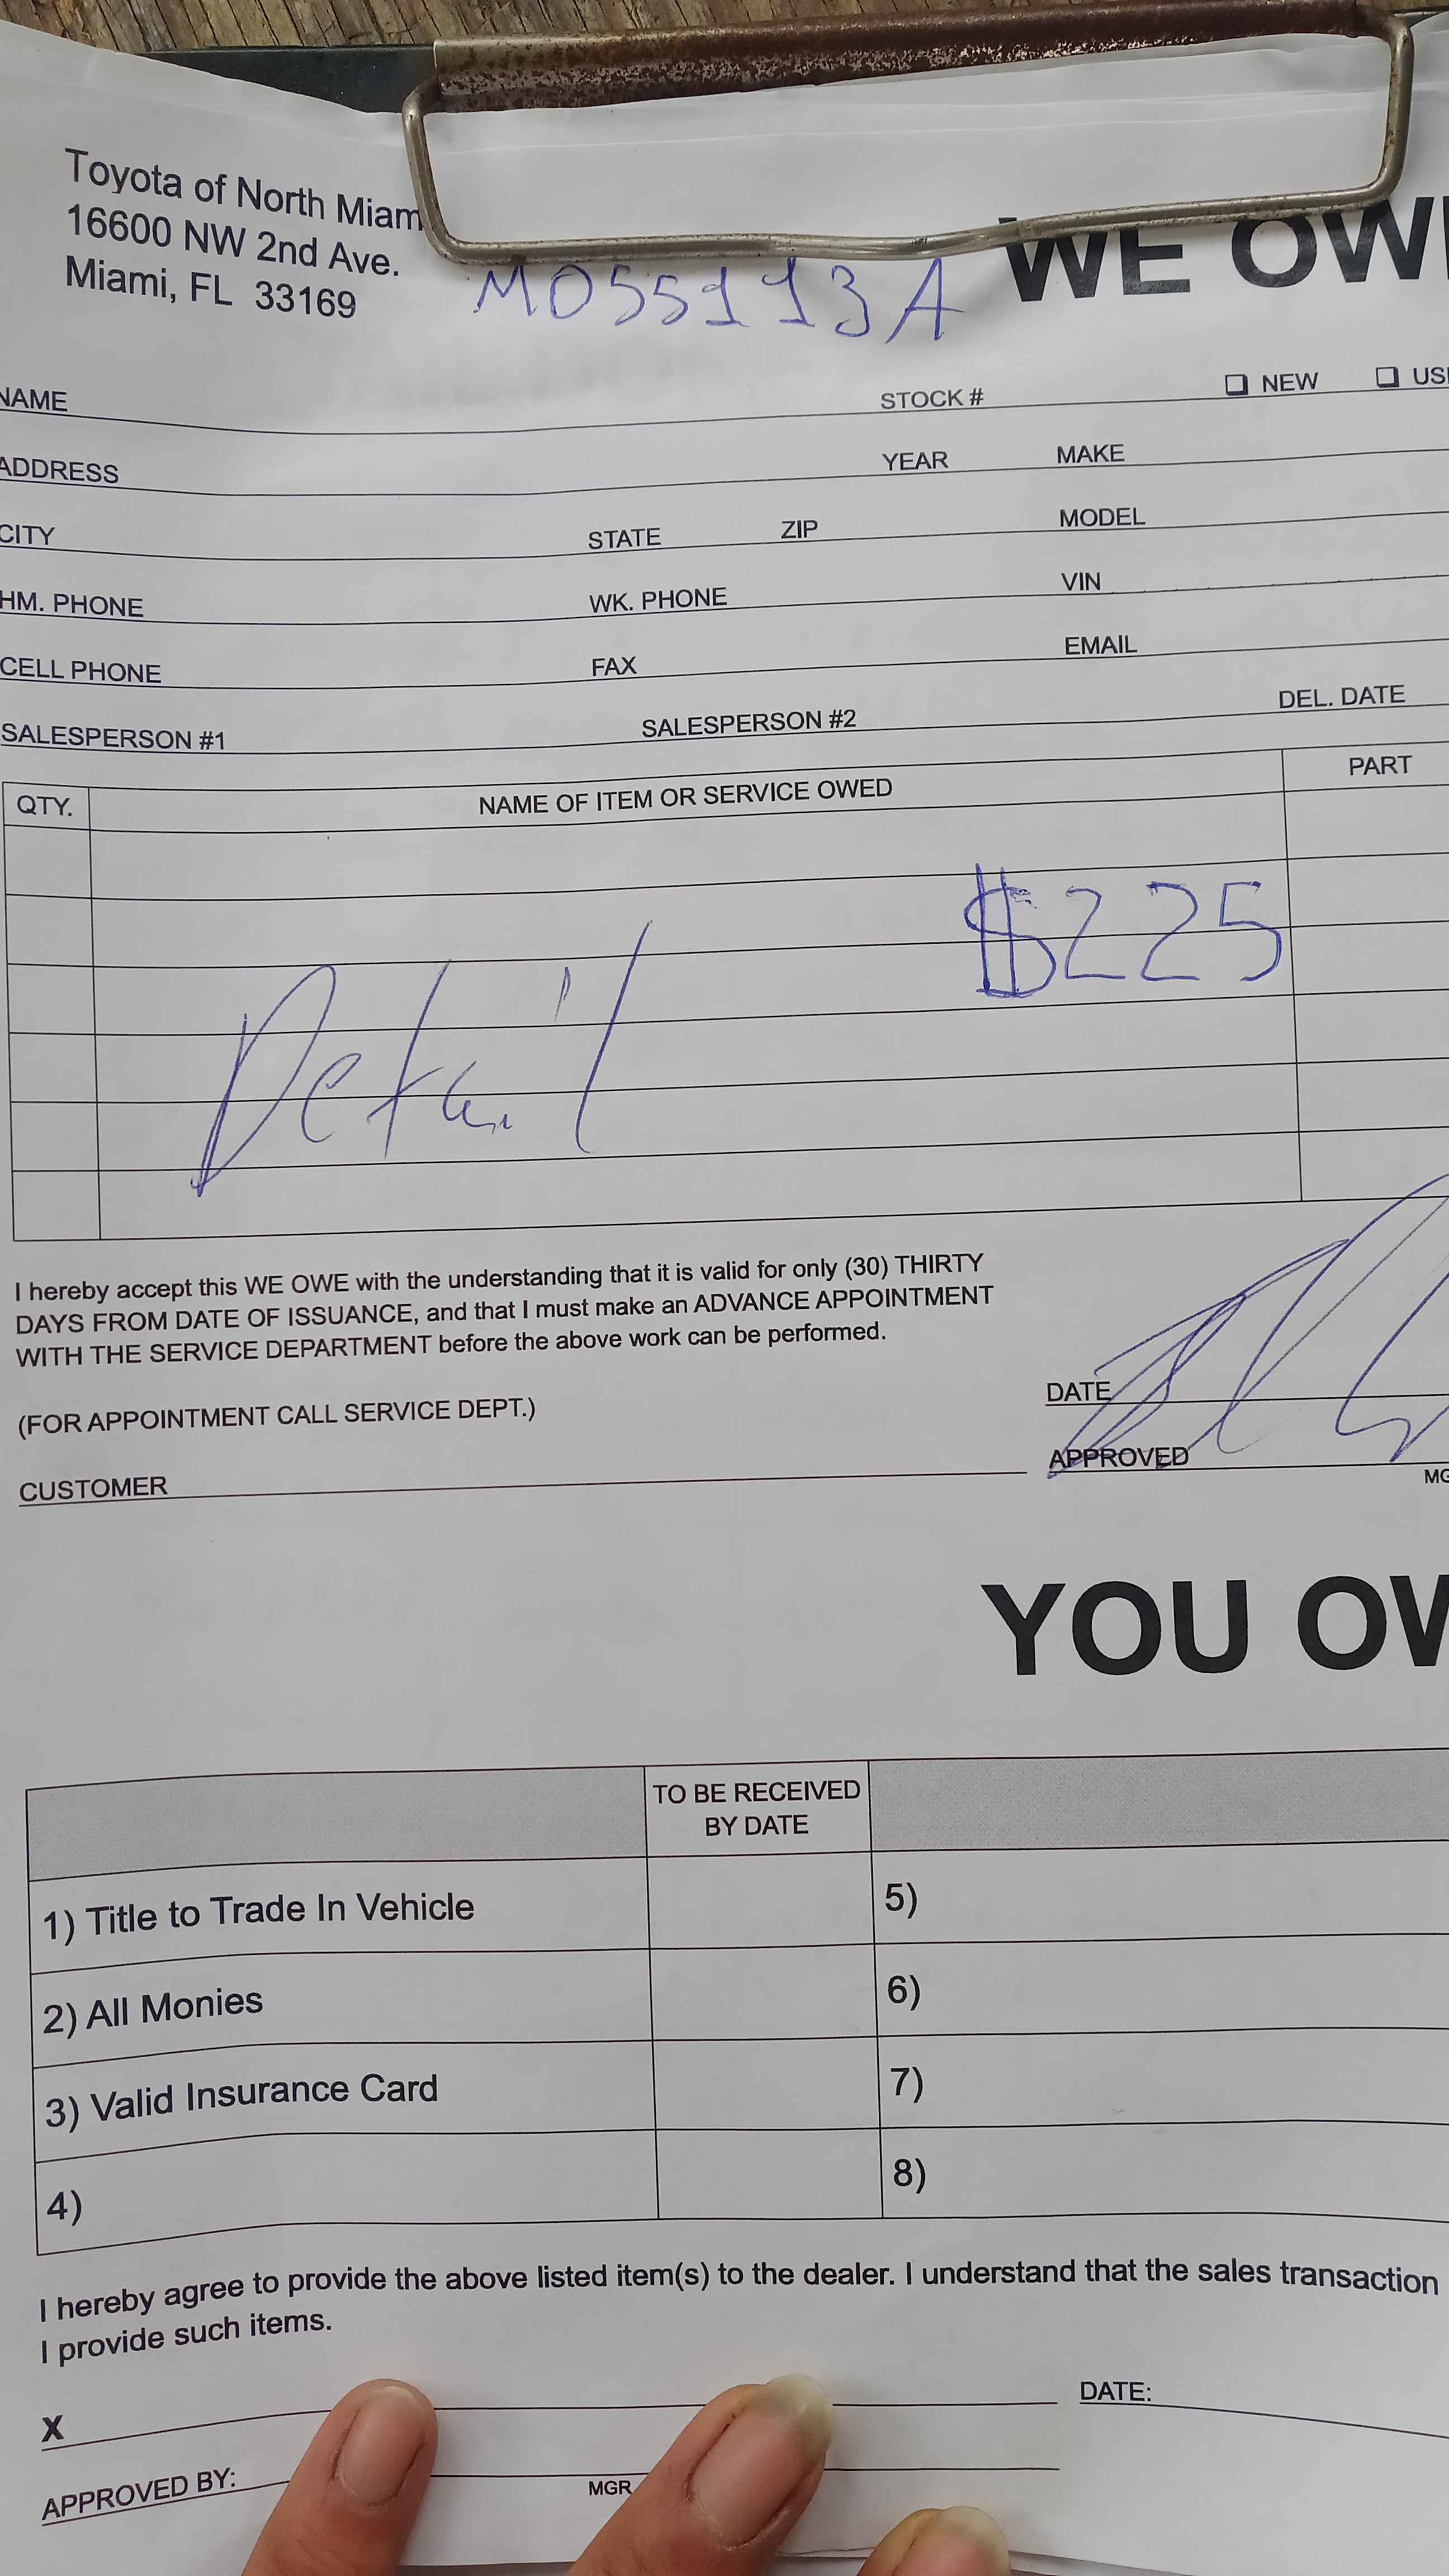 Toyota of North Miam
16600 NW 2nd Ave.
Miami, FL 33169
M055113A
WE OW
NAME STOCK # ❏ NEW ❏ US
ADDRESS YEAR MAKE
CITY STATE ZIP MODEL
HM. PHONE WK. PHONE VIN
CELL PHONE FAX EMAIL
SALESPERSON #1 SALESPERSON #2 DEL. DATE
QTY. NAME OF ITEM OR SERVICE OWED PART
$225
Detail
I hereby accept this WE OWE with the understanding that it is valid for only (30) THIRTY
DAYS FROM DATE OF ISSUANCE, and that I must make an ADVANCE APPOINTMENT
WITH THE SERVICE DEPARTMENT before the above work can be performed.
DATE
(FOR APPOINTMENT CALL SERVICE DEPT.)
APPROVED
MG
CUSTOMER
YOU OW
TO BE RECEIVED
BY DATE
1) Title to Trade In Vehicle 5)
2) All Monies 6)
3) Valid Insurance Card 7)
4) 8)
I hereby agree to provide the above listed item(s) to the dealer. I understand that the sales transaction
I provide such items.
X DATE:
APPROVED BY: MGR